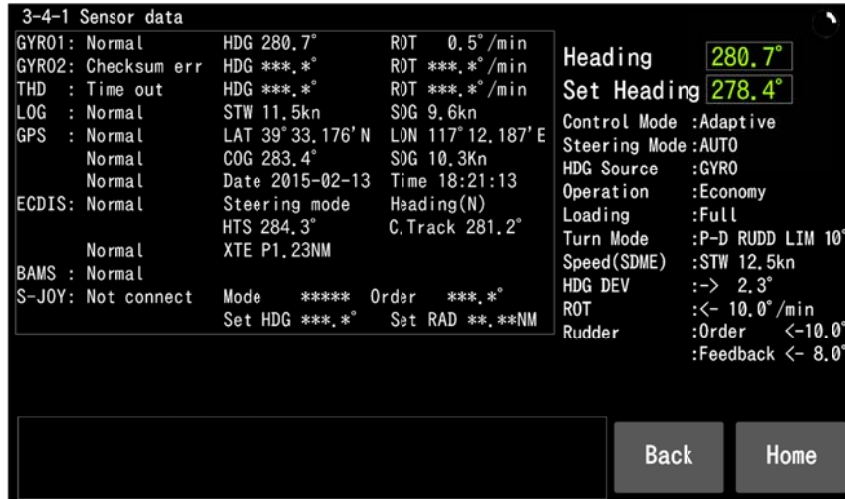 3-4-1 Sensor data
GYRO1: Normal HDG 280.7° ROT 0.5°/min
GYRO2: Checksum err HDG ***.*° ROT ***.*°/min
THD : Time out HDG ***.*° ROT ***.*°/min
LOG : Normal STW 11.5kn SOG 9.6kn
GPS : Normal LAT 39°33.176'N LON 117°12.187'E
Normal COG 283.4° SOG 10.3Kn
Normal Date 2015-02-13 Time 18:21:13
ECDIS: Normal Steering mode Heading(N)
HTS 284.3° C.Track 281.2°
Normal XTE P1.23NM
BAMS : Normal
S-JOY: Not connect Mode ***** Order ***.*°
Set HDG ***.*° Set RAD **.**NM
Heading 280.7°
Set Heading 278.4°
Control Mode :Adaptive
Steering Mode:AUTO
HDG Source :GYRO
Operation :Economy
Loading :Full
Turn Mode :P-D RUDD LIM 10°
Speed(SDME) :STW 12.5kn
HDG DEV :-> 2.3°
ROT :<- 10.0°/min
Rudder :Order <-10.0°
:Feedback <- 8.0°
Back
Home